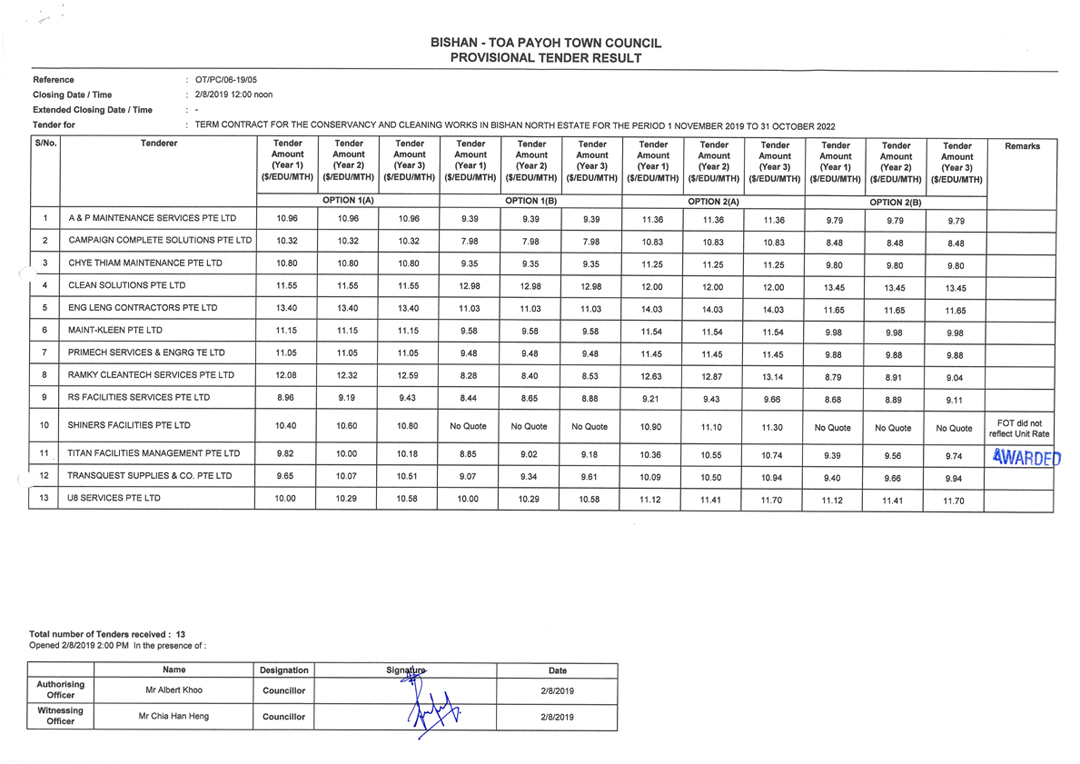 BISHAN - TOA PAYOH TOWN COUNCIL
PROVISIONAL TENDER RESULT
Reference : OT/PC/06-19/05
Closing Date / Time : 2/8/2019 12:00 noon
Extended Closing Date / Time : -
Tender for : TERM CONTRACT FOR THE CONSERVANCY AND CLEANING WORKS IN BISHAN NORTH ESTATE FOR THE PERIOD 1 NOVEMBER 2019 TO 31 OCTOBER 2022
S/No. Tenderer Tender Tender Tender Tender Tender Tender Tender Tender Tender Tender Tender Tender Remarks
Amount Amount Amount Amount Amount Amount Amount Amount Amount Amount Amount Amount
(Year 1) (Year 2) (Year 3) (Year 1) (Year 2) (Year 3) (Year 1) (Year 2) (Year 3) (Year 1) (Year 2) (Year 3)
($/EDU/MTH) ($/EDU/MTH) ($/EDU/MTH) ($/EDU/MTH) ($/EDU/MTH) ($/EDU/MTH) ($/EDU/MTH) ($/EDU/MTH) ($/EDU/MTH) ($/EDU/MTH) ($/EDU/MTH) ($/EDU/MTH)
OPTION 1(A) OPTION 1(B) OPTION 2(A) OPTION 2(B)
1 A & P MAINTENANCE SERVICES PTE LTD 10.96 10.96 10.96 9.39 9.39 9.39 11.36 11.36 11.36 9.79 9.79 9.79
2 CAMPAIGN COMPLETE SOLUTIONS PTE LTD 10.32 10.32 10.32 7.98 7.98 7.98 10.83 10.83 10.83 8.48 8.48 8.48
3 CHYE THIAM MAINTENANCE PTE LTD 10.80 10.80 10.80 9.35 9.35 9.35 11.25 11.25 11.25 9.80 9.80 9.80
4 CLEAN SOLUTIONS PTE LTD 11.55 11.55 11.55 12.98 12.98 12.98 12.00 12.00 12.00 13.45 13.45 13.45
5 ENG LENG CONTRACTORS PTE LTD 13.40 13.40 13.40 11.03 11.03 11.03 14.03 14.03 14.03 11.65 11.65 11.65
6 MAINT-KLEEN PTE LTD 11.15 11.15 11.15 9.58 9.58 9.58 11.54 11.54 11.54 9.98 9.98 9.98
7 PRIMECH SERVICES & ENGRG TE LTD 11.05 11.05 11.05 9.48 9.48 9.48 11.45 11.45 11.45 9.88 9.88 9.88
8 RAMKY CLEANTECH SERVICES PTE LTD 12.08 12.32 12.59 8.28 8.40 8.53 12.63 12.87 13.14 8.79 8.91 9.04
9 RS FACILITIES SERVICES PTE LTD 8.96 9.19 9.43 8.44 8.65 8.88 9.21 9.43 9.66 8.68 8.89 9.11
10 SHINERS FACILITIES PTE LTD 10.40 10.60 10.80 No Quote No Quote No Quote 10.90 11.10 11.30 No Quote No Quote No Quote FOT did not
reflect Unit Rate
11 TITAN FACILITIES MANAGEMENT PTE LTD 9.82 10.00 10.18 8.85 9.02 9.18 10.36 10.55 10.74 9.39 9.56 9.74 AWARDED
12 TRANSQUEST SUPPLIES & CO. PTE LTD 9.65 10.07 10.51 9.07 9.34 9.61 10.09 10.50 10.94 9.40 9.66 9.94
13 U8 SERVICES PTE LTD 10.00 10.29 10.58 10.00 10.29 10.58 11.12 11.41 11.70 11.12 11.41 11.70
Total number of Tenders received : 13
Opened 2/8/2019 2:00 PM In the presence of :
Name Designation Signature Date
Authorising
Officer Mr Albert Khoo Councillor 2/8/2019
Witnessing
Officer Mr Chia Han Heng Councillor 2/8/2019